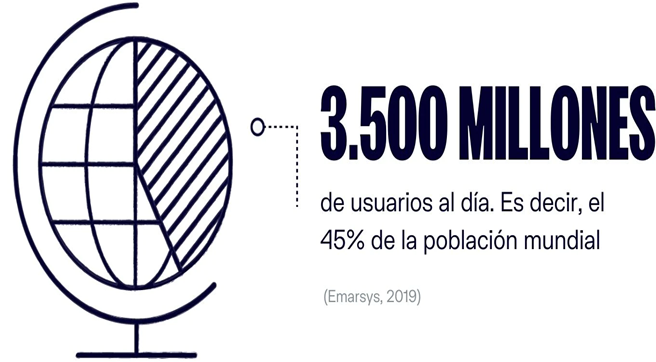 3.500 MILLONES
de usuarios al día. Es decir, el
45% de la población mundial
(Emarsys, 2019)